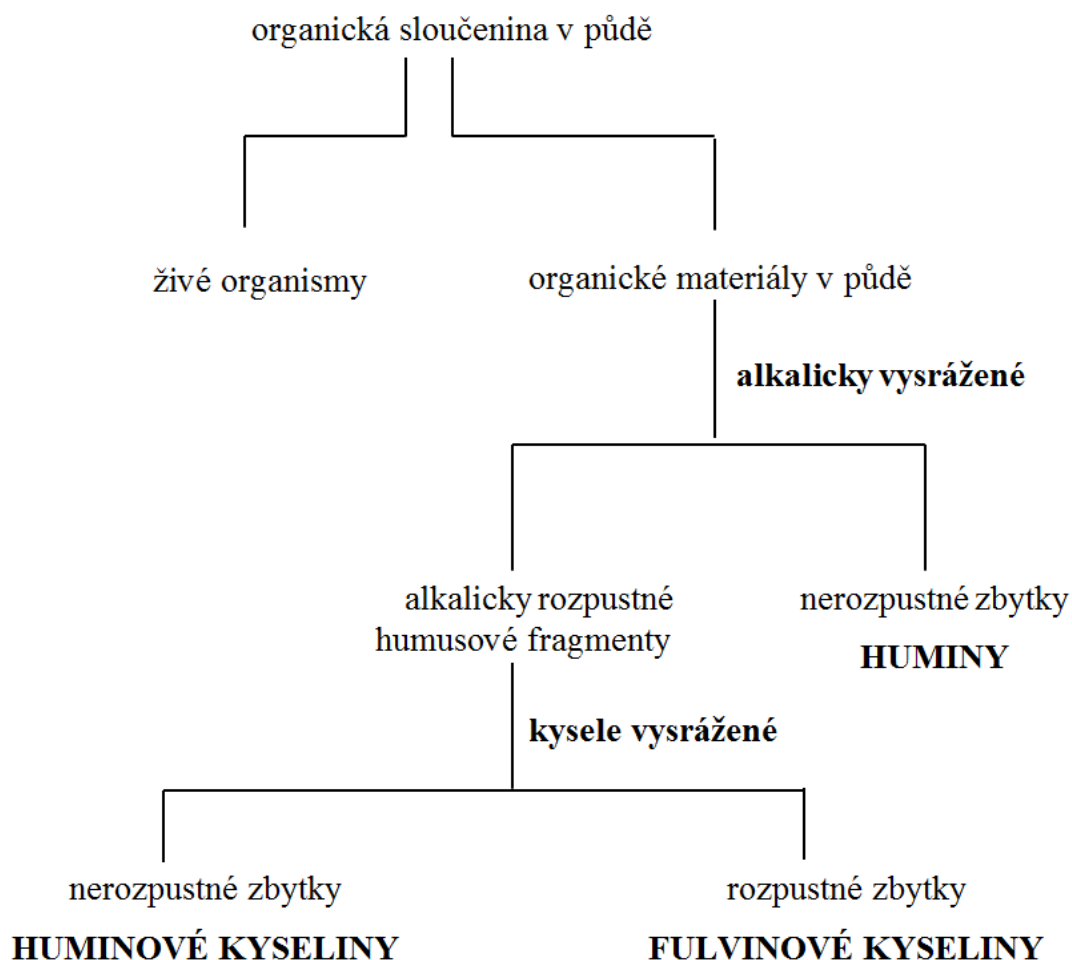 organická sloučenina v půdě
živé organismy
organické materiály v půdě
alkalicky vysrážené
alkalicky rozpustné
humusové fragmenty
nerozpustné zbytky
HUMINY
kysele vysrážené
nerozpustné zbytky
HUMINOVÉ KYSELINY
rozpustné zbytky
FULVINOVÉ KYSELINY